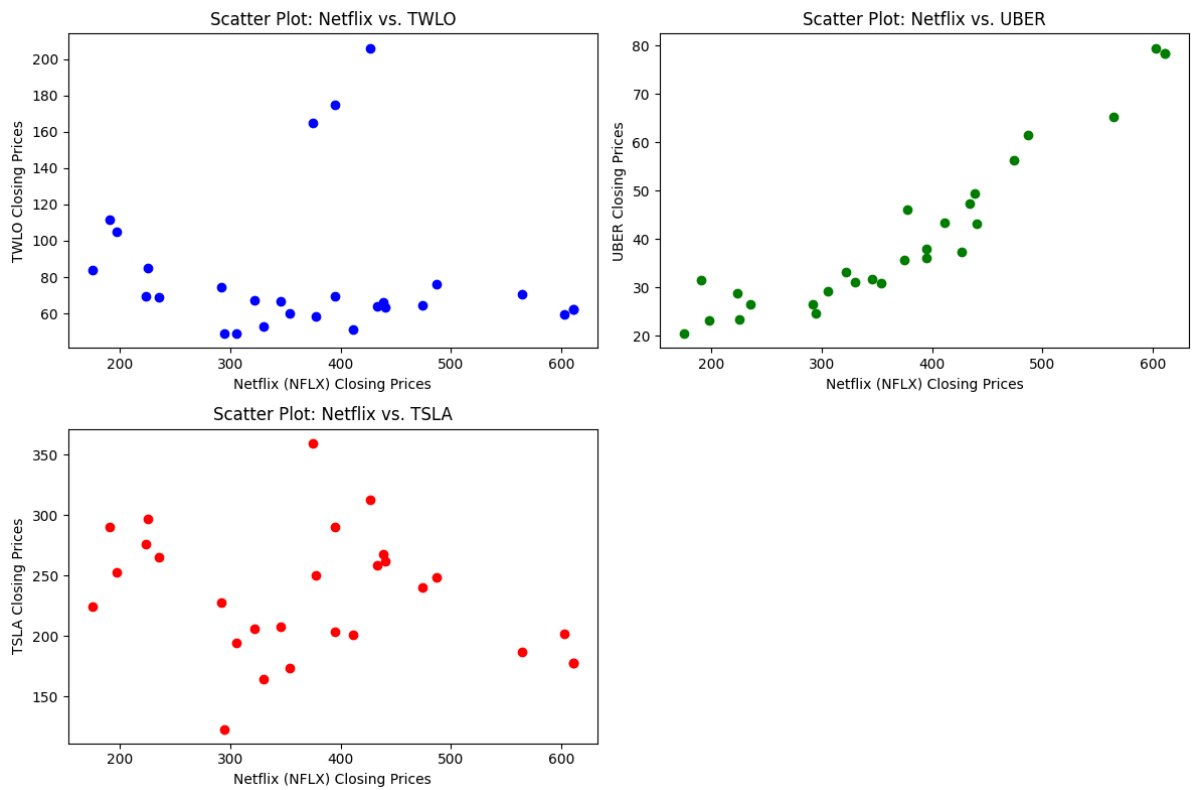 Scatter Plot: Netflix vs. TWLO
200
180
160
140
120
100
80
60
TWLO Closing Prices
200 300 400 500 600
Netflix (NFLX) Closing Prices
Scatter Plot: Netflix vs. UBER
80
70
60
50
40
30
20
UBER Closing Prices
200 300 400 500 600
Netflix (NFLX) Closing Prices
Scatter Plot: Netflix vs. TSLA
350
300
250
200
150
TSLA Closing Prices
200 300 400 500 600
Netflix (NFLX) Closing Prices